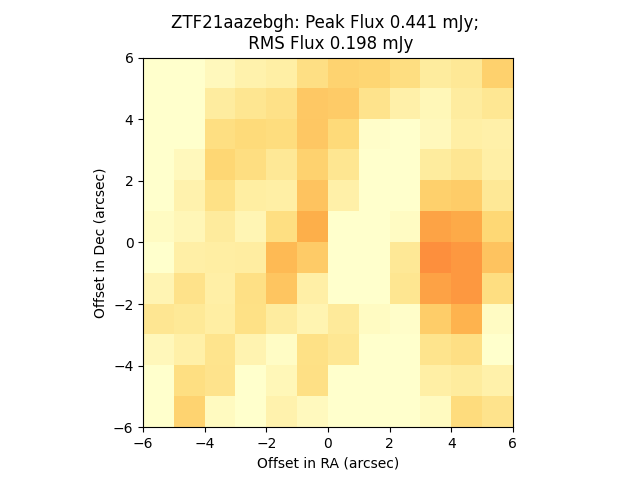 ZTF21aazebgh: Peak Flux 0.441 mJy;
RMS Flux 0.198 mJy
6
4
2
0
−2
−4
−6
Offset in Dec (arcsec)
−6 −4 −2 0 2 4 6
Offset in RA (arcsec)